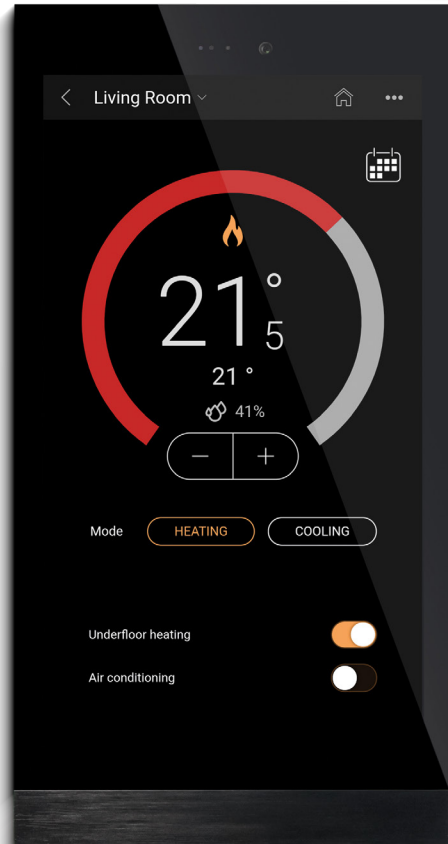 Living Room
21°5
21 °
41%
− +
Mode HEATING COOLING
Underfloor heating
Air conditioning